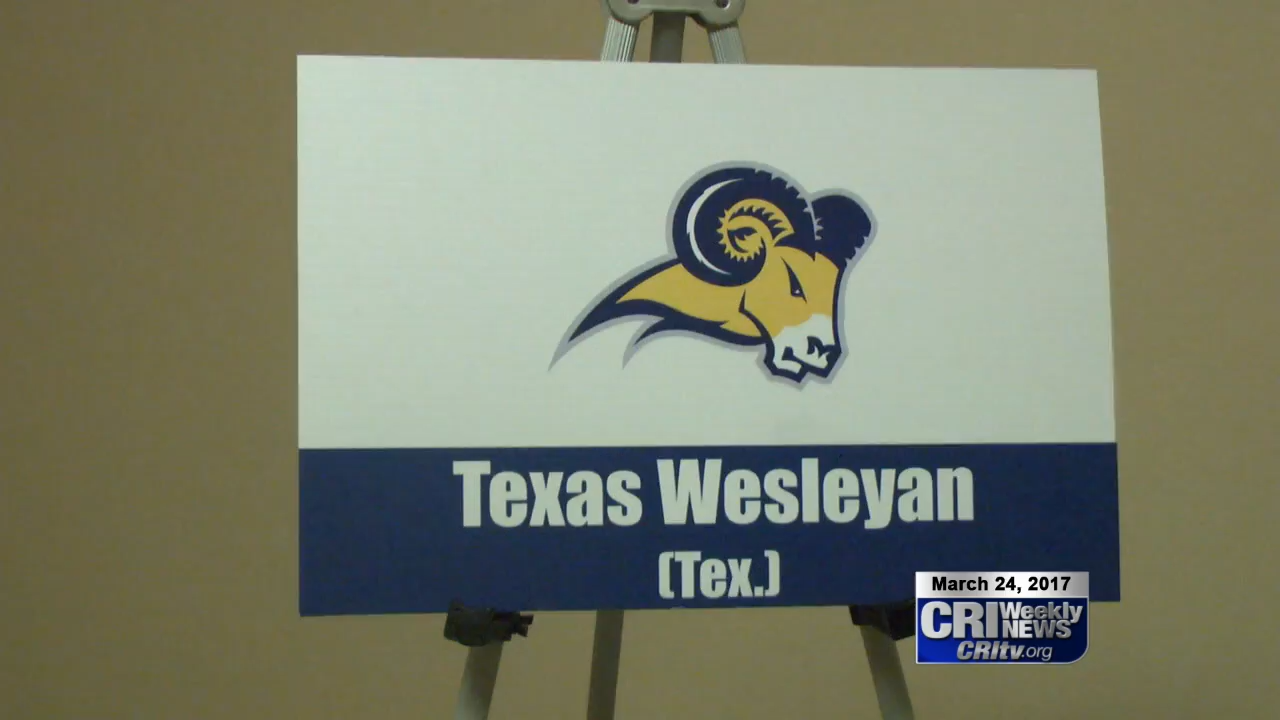 Texas Wesleyan
(Tex.)
March 24, 2017
CRI Weekly NEWS
CRItv.org